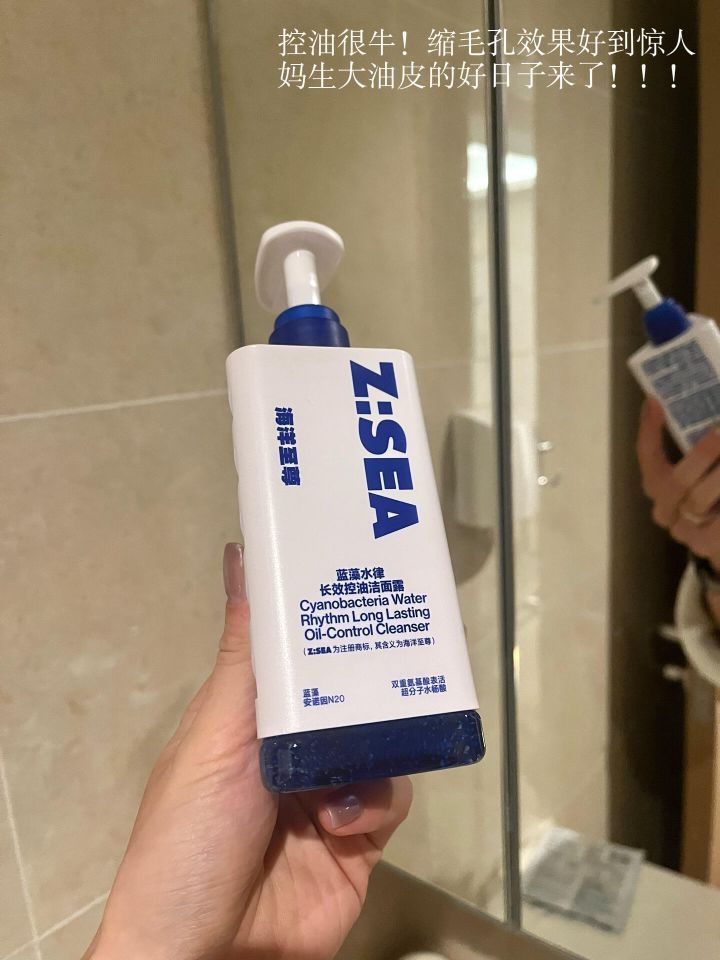 控油很牛！缩毛孔效果好到惊人
妈生大油皮的好日子来了！！！
Z:SEA
海洋至尊
蓝藻水律
长效控油洁面露
Cyanobacteria Water
Rhythm Long Lasting
Oil-Control Cleanser
（Z:SEA为注册商标，其含义为海洋至尊）
蓝藻
安诺因N20
双重氨基酸表活
超分子水杨酸